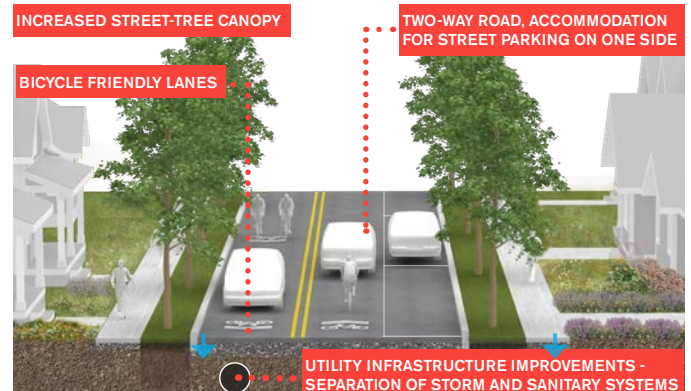 INCREASED STREET-TREE CANOPY
TWO-WAY ROAD, ACCOMMODATION
FOR STREET PARKING ON ONE SIDE
BICYCLE FRIENDLY LANES
UTILITY INFRASTRUCTURE IMPROVEMENTS -
SEPARATION OF STORM AND SANITARY SYSTEMS